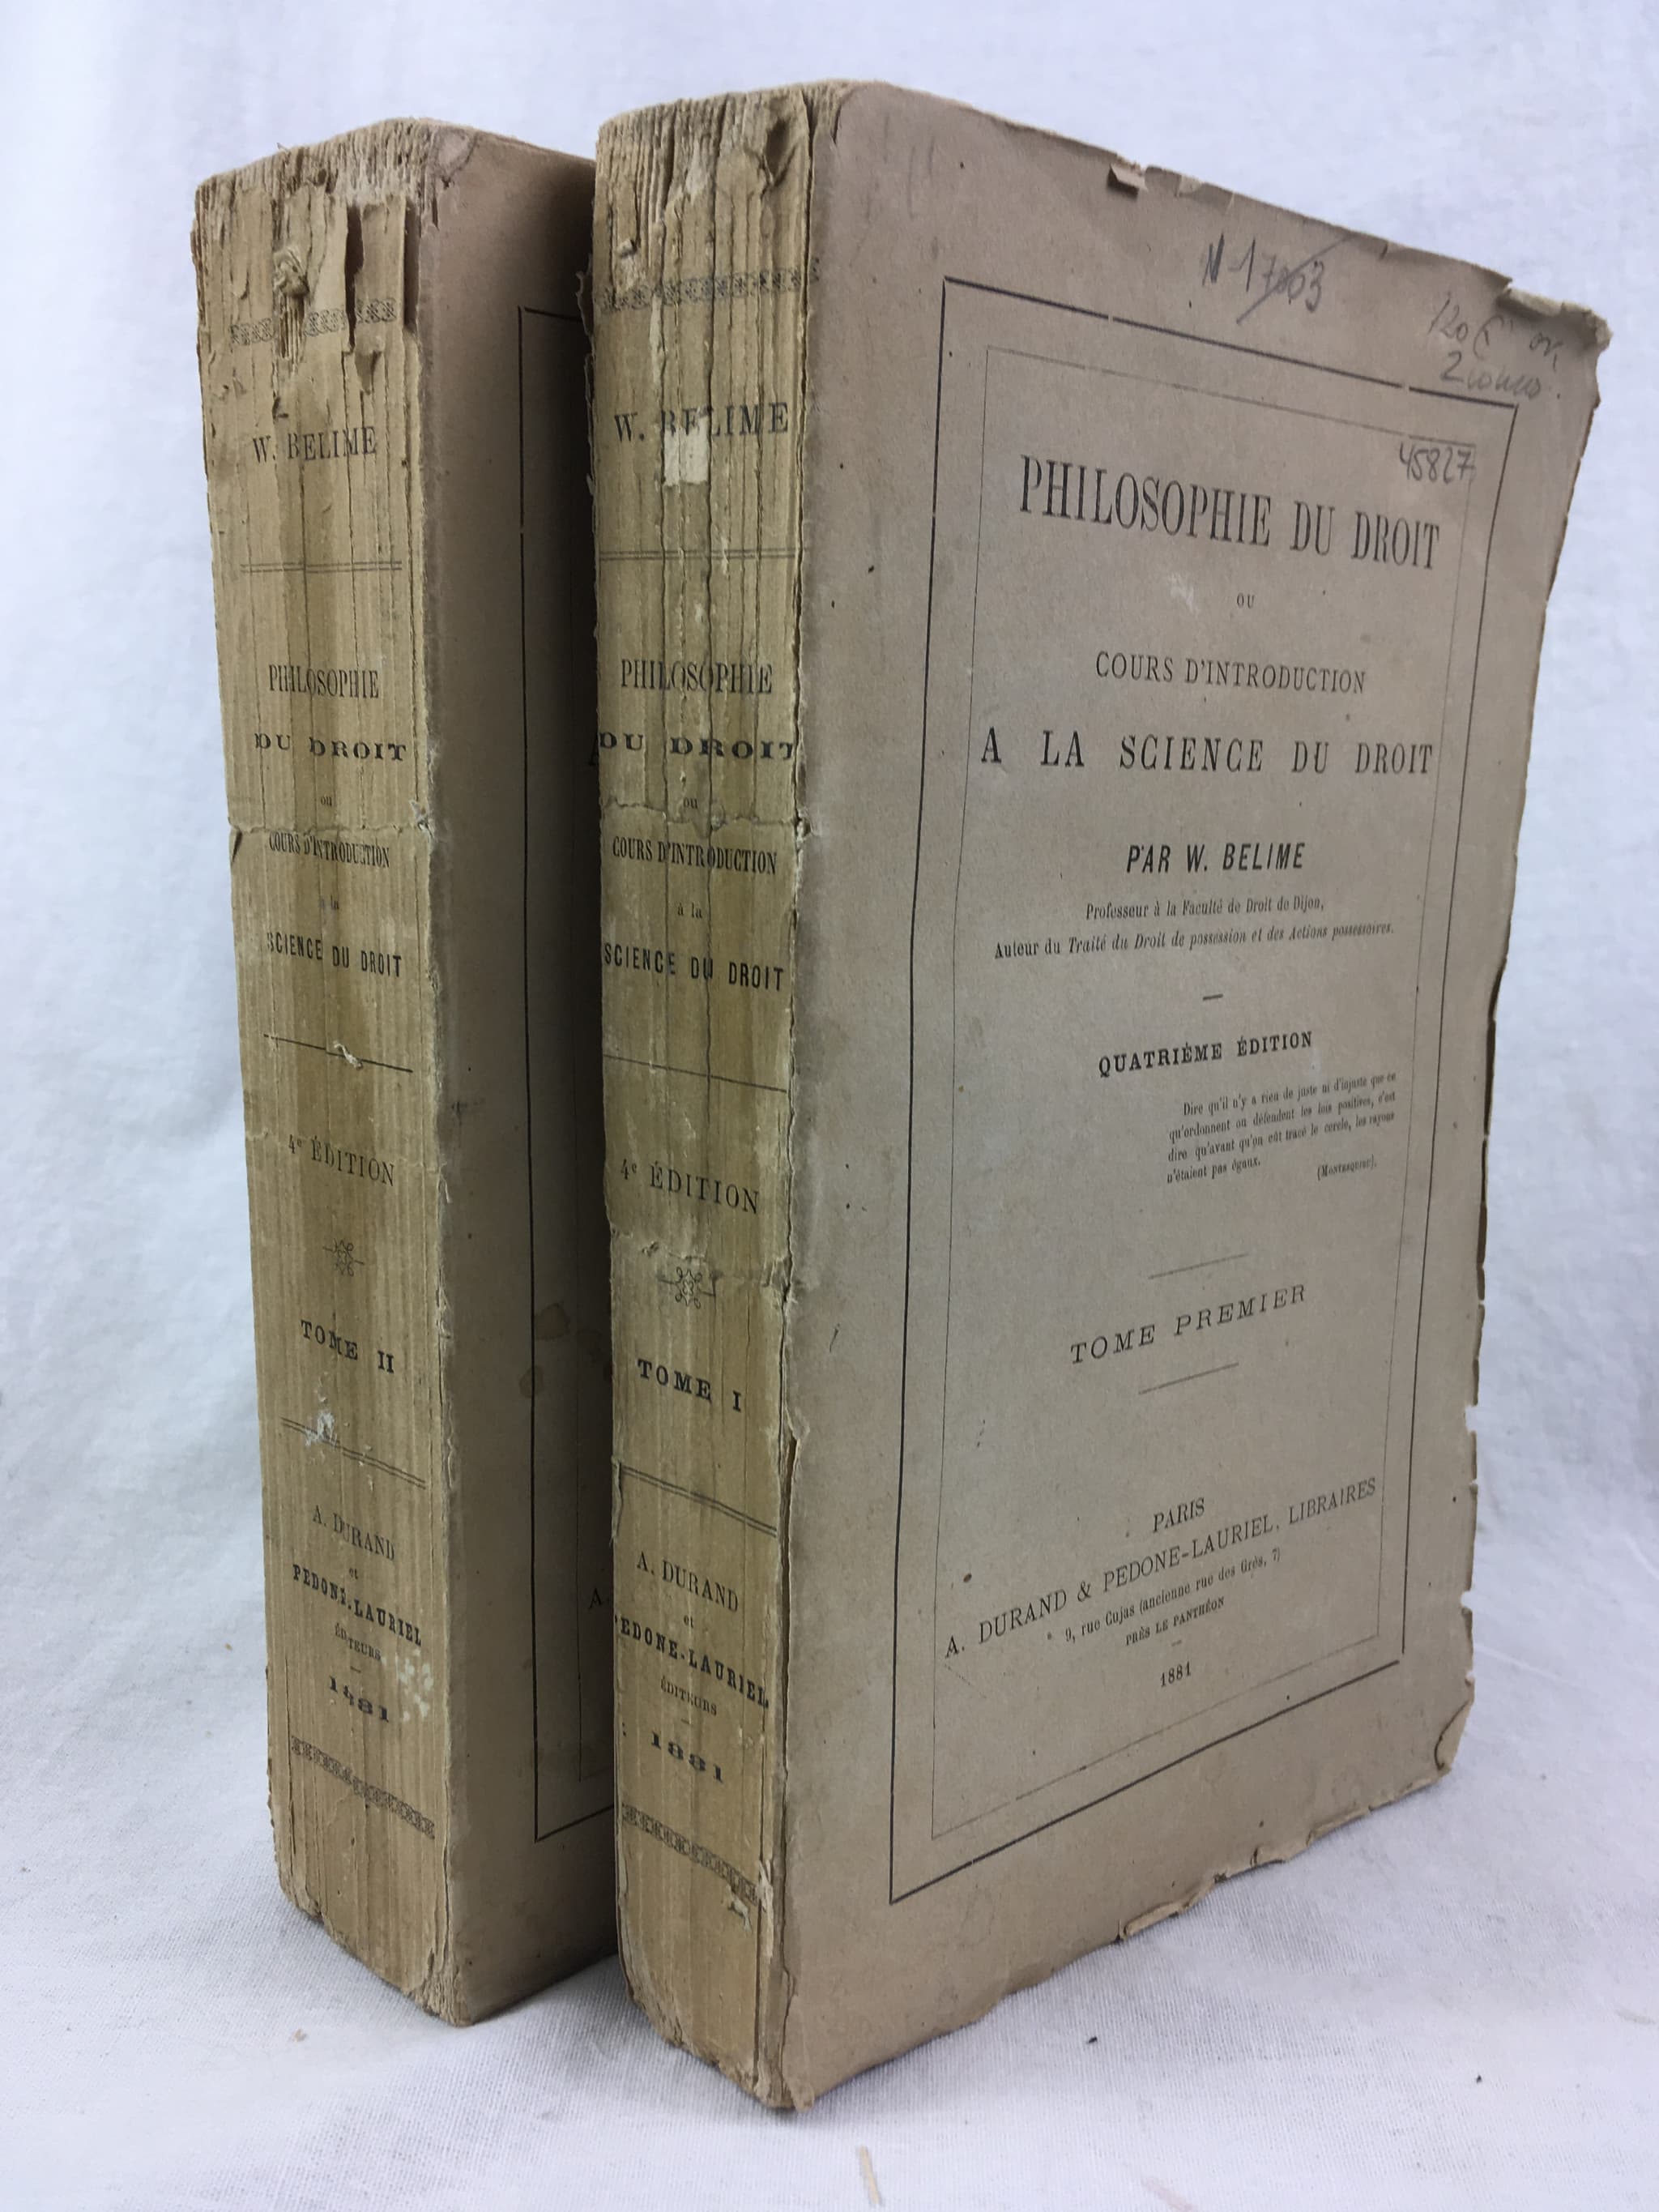 W. BELIME
PHILOSOPHIE
DU DROIT
ou
COURS D'INTRODUCTION
à la
SCIENCE DU DROIT
4e ÉDITION
TOME II
A. DURAND
et
PEDONE-LAURIEL
ÉDITEURS
1881
W. BELIME
PHILOSOPHIE
DU DROIT
ou
COURS D'INTRODUCTION
à la
SCIENCE DU DROIT
4e ÉDITION
TOME I
A. DURAND
et
PEDONE-LAURIEL
ÉDITEURS
1881
N 17003
120
2
45827
PHILOSOPHIE DU DROIT
OU
COURS D'INTRODUCTION
A LA SCIENCE DU DROIT
PAR W. BELIME
Professeur à la Faculté de Droit de Dijon,
Auteur du Traité du Droit de possession et des Actions possessoires.
QUATRIÈME ÉDITION
Dire qu'il n'y a rien de juste ni d'injuste que ce
qu'ordonnent ou défendent les lois positives, c'est
dire qu'avant qu'on eût tracé le cercle, les rayons
n'étaient pas égaux.
(MONTESQUIEU).
TOME PREMIER
PARIS
A. DURAND & PEDONE-LAURIEL, LIBRAIRES
9, rue Cujas (ancienne rue des Grès, 7)
PRÈS LE PANTHÉON
1881